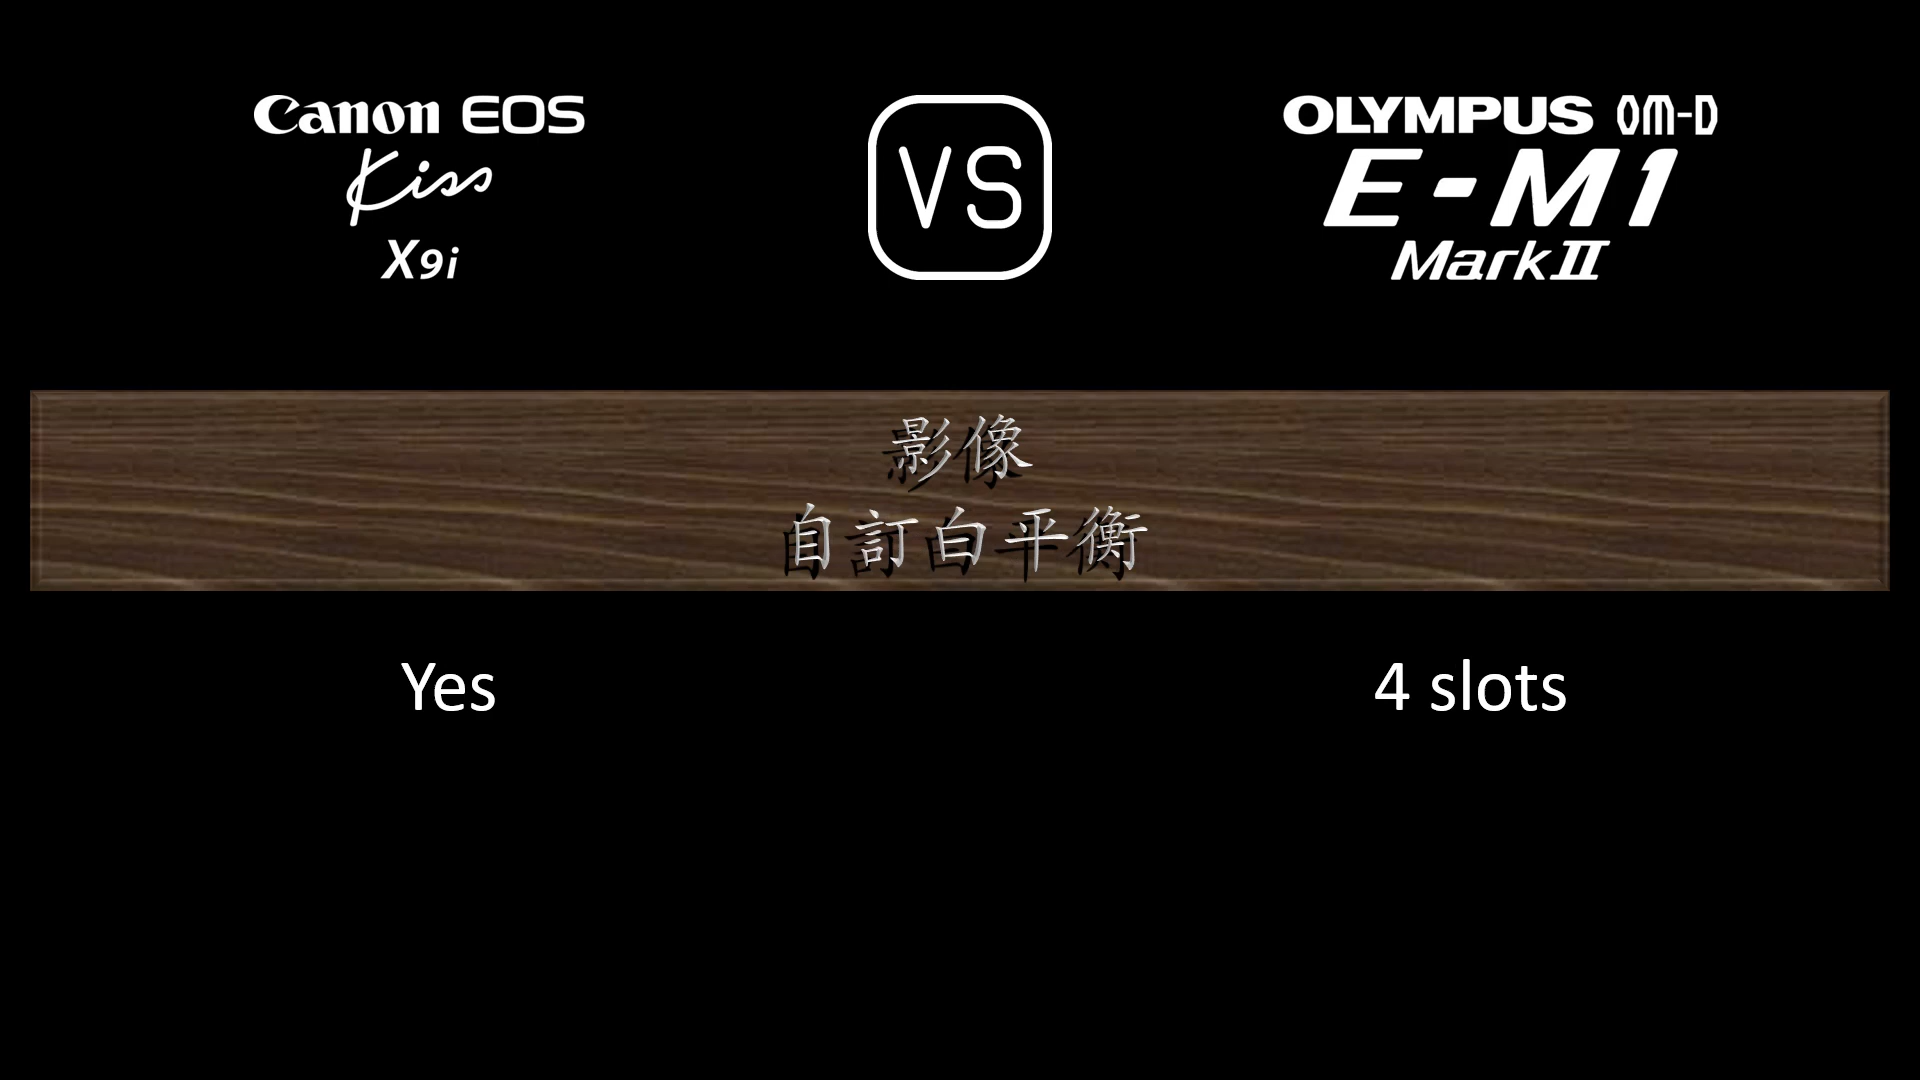 Canon EOS
Kiss
X9i
VS
OLYMPUS OM-D
E-M1
Mark II
影像
自訂白平衡
Yes
4 slots